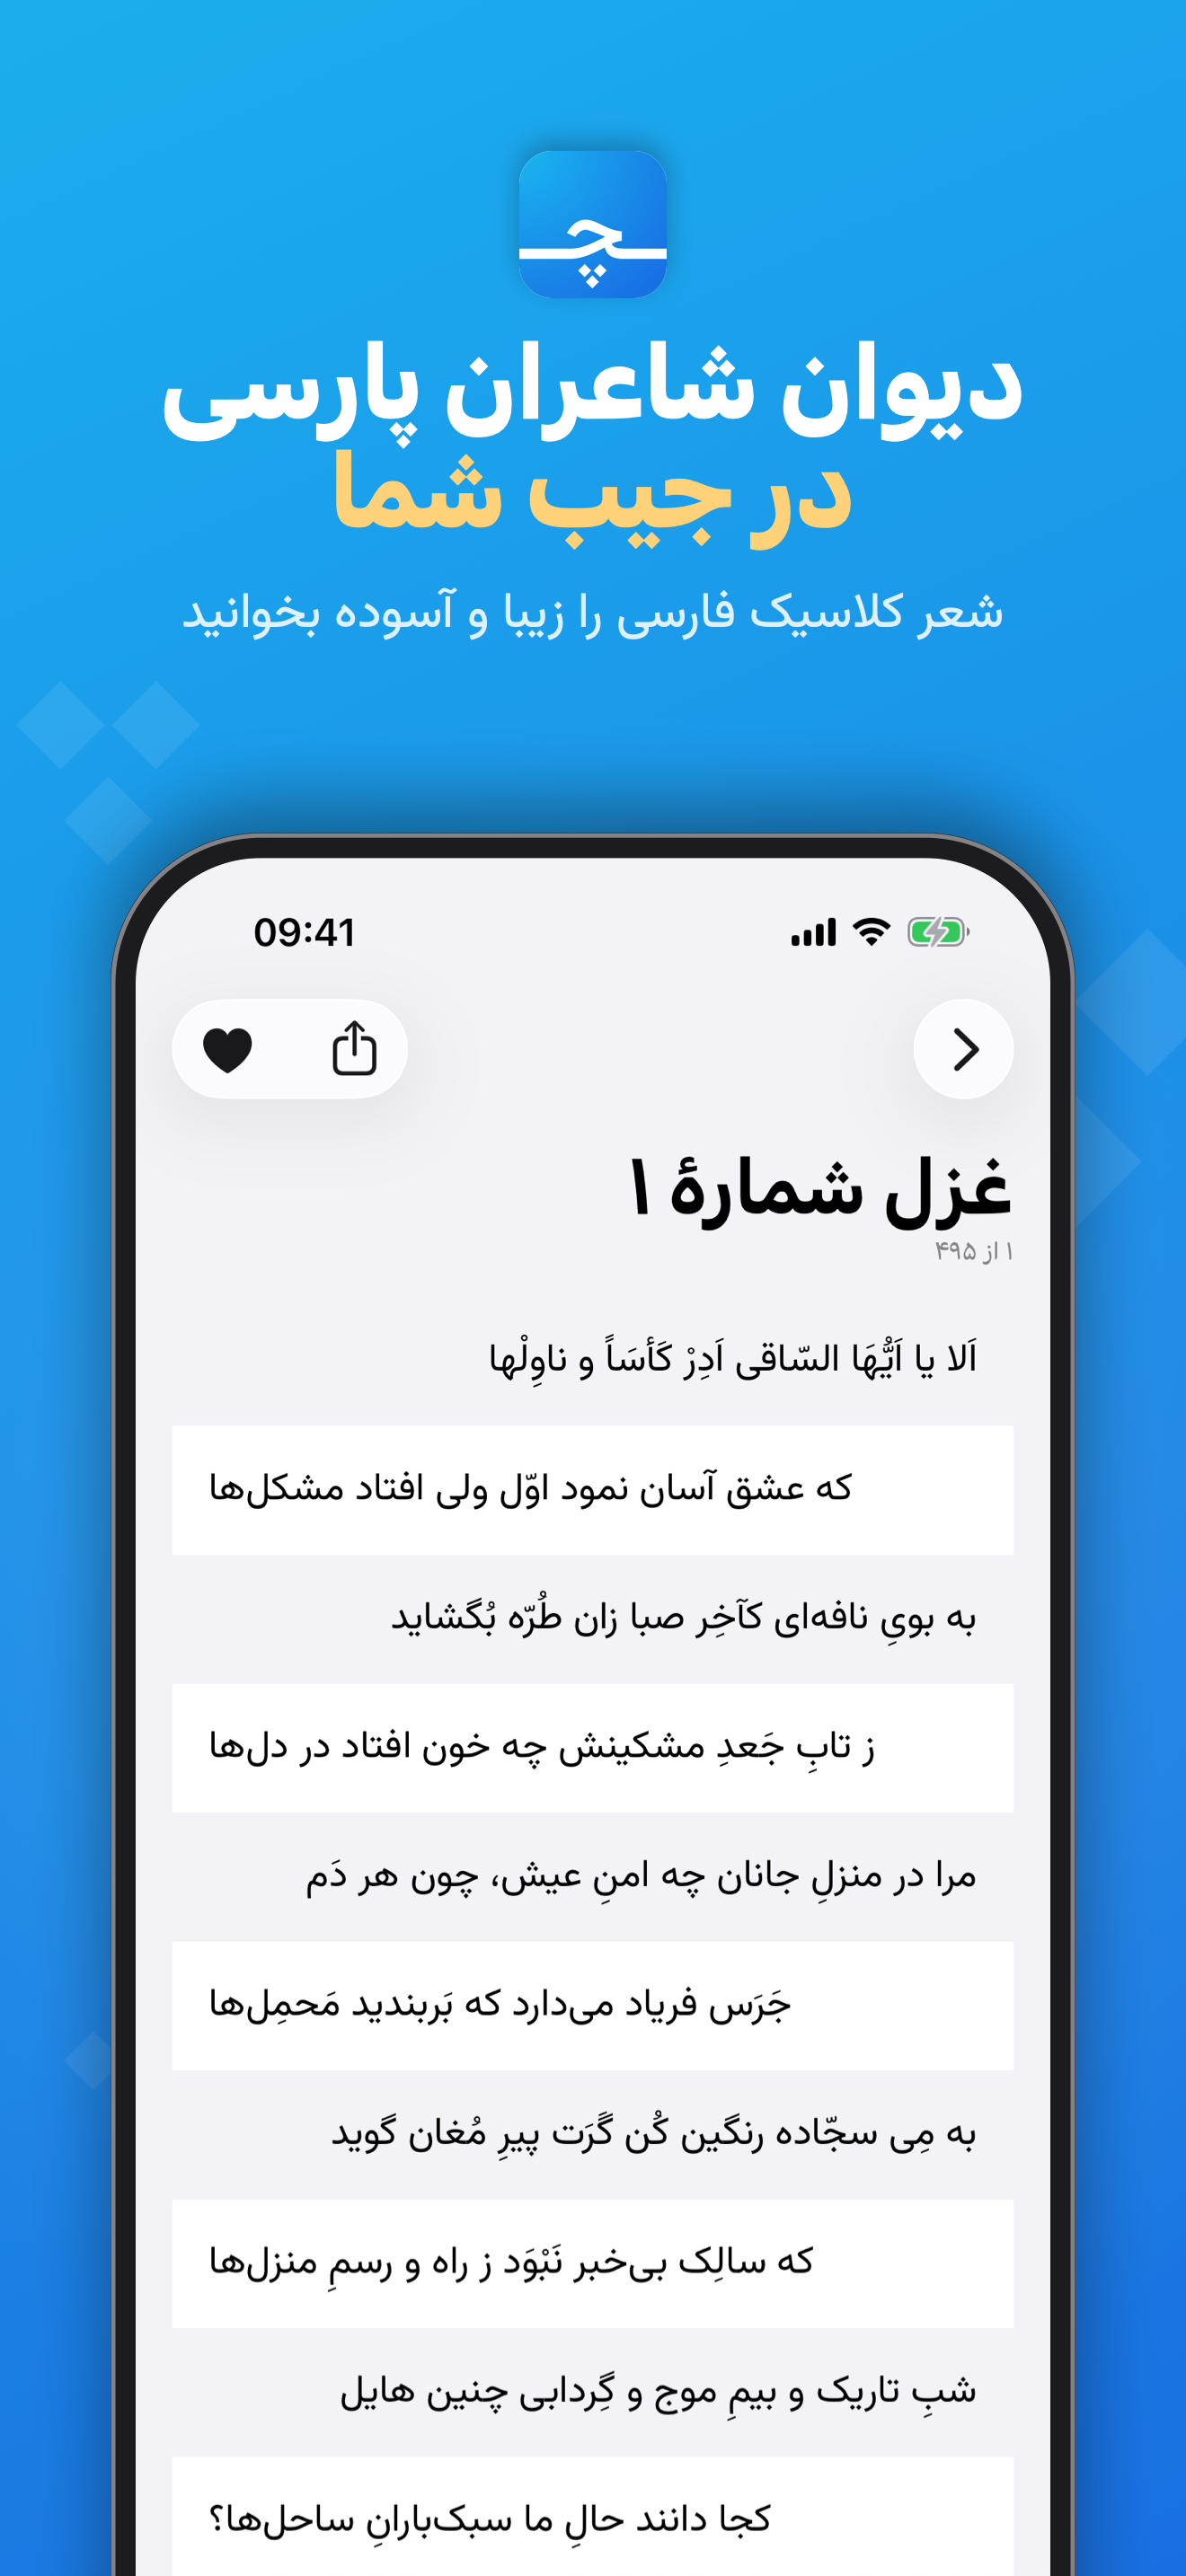 ـچـ
دیوان شاعران پارسی
در جیب شما
شعر کلاسیک فارسی را زیبا و آسوده بخوانید
09:41
غزل شمارهٔ ۱
۱ از ۴۹۵
اَلا یا اَیُّهَا السّاقی اَدِرْ کَأسَاً و ناوِلْها
که عشق آسان نمود اوّل ولی افتاد مشکل‌ها
به بویِ نافه‌ای کآخِر صبا زان طُرّه بُگشاید
ز تابِ جَعدِ مشکینش چه خون افتاد در دل‌ها
مرا در منزلِ جانان چه امنِ عیش، چون هر دَم
جَرَس فریاد می‌دارد که بَربندید مَحمِل‌ها
به مِی سجّاده رنگین کُن گَرَت پیرِ مُغان گوید
که سالِک بی‌خبر نَبْوَد ز راه و رسمِ منزل‌ها
شبِ تاریک و بیمِ موج و گِردابی چنین هایل
کجا دانند حالِ ما سبک‌بارانِ ساحل‌ها؟